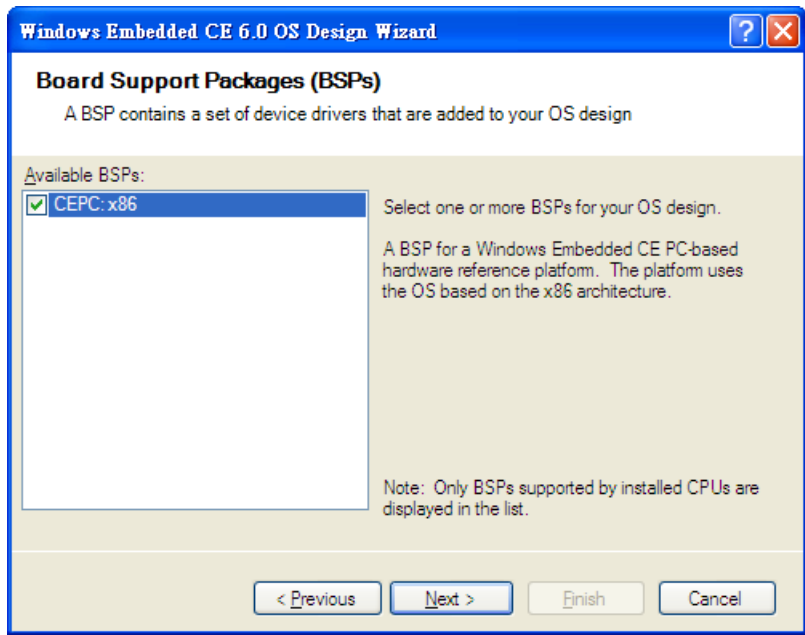 Windows Embedded CE 6.0 OS Design Wizard
Board Support Packages (BSPs)
A BSP contains a set of device drivers that are added to your OS design
Available BSPs:
CEPC: x86
Select one or more BSPs for your OS design.
A BSP for a Windows Embedded CE PC-based
hardware reference platform. The platform uses
the OS based on the x86 architecture.
Note: Only BSPs supported by installed CPUs are
displayed in the list.
< Previous
Next >
Finish
Cancel